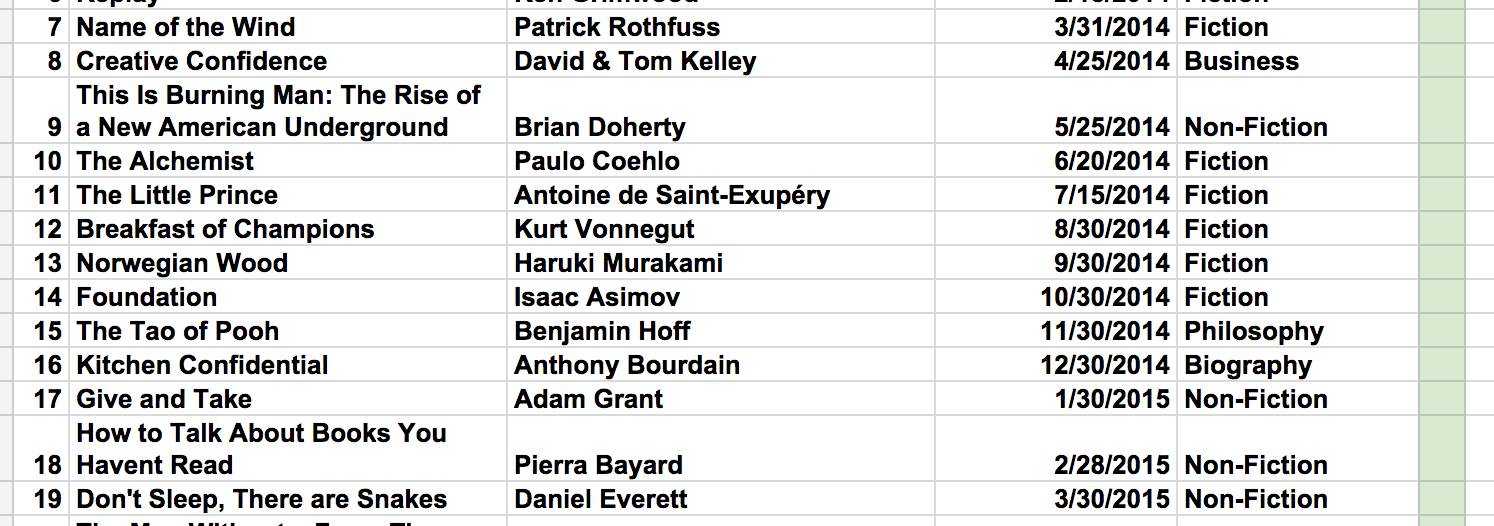 7 Name of the Wind Patrick Rothfuss 3/31/2014 Fiction
8 Creative Confidence David & Tom Kelley 4/25/2014 Business
This Is Burning Man: The Rise of
9 a New American Underground Brian Doherty 5/25/2014 Non-Fiction
10 The Alchemist Paulo Coehlo 6/20/2014 Fiction
11 The Little Prince Antoine de Saint-Exupéry 7/15/2014 Fiction
12 Breakfast of Champions Kurt Vonnegut 8/30/2014 Fiction
13 Norwegian Wood Haruki Murakami 9/30/2014 Fiction
14 Foundation Isaac Asimov 10/30/2014 Fiction
15 The Tao of Pooh Benjamin Hoff 11/30/2014 Philosophy
16 Kitchen Confidential Anthony Bourdain 12/30/2014 Biography
17 Give and Take Adam Grant 1/30/2015 Non-Fiction
How to Talk About Books You
18 Havent Read Pierra Bayard 2/28/2015 Non-Fiction
19 Don't Sleep, There are Snakes Daniel Everett 3/30/2015 Non-Fiction